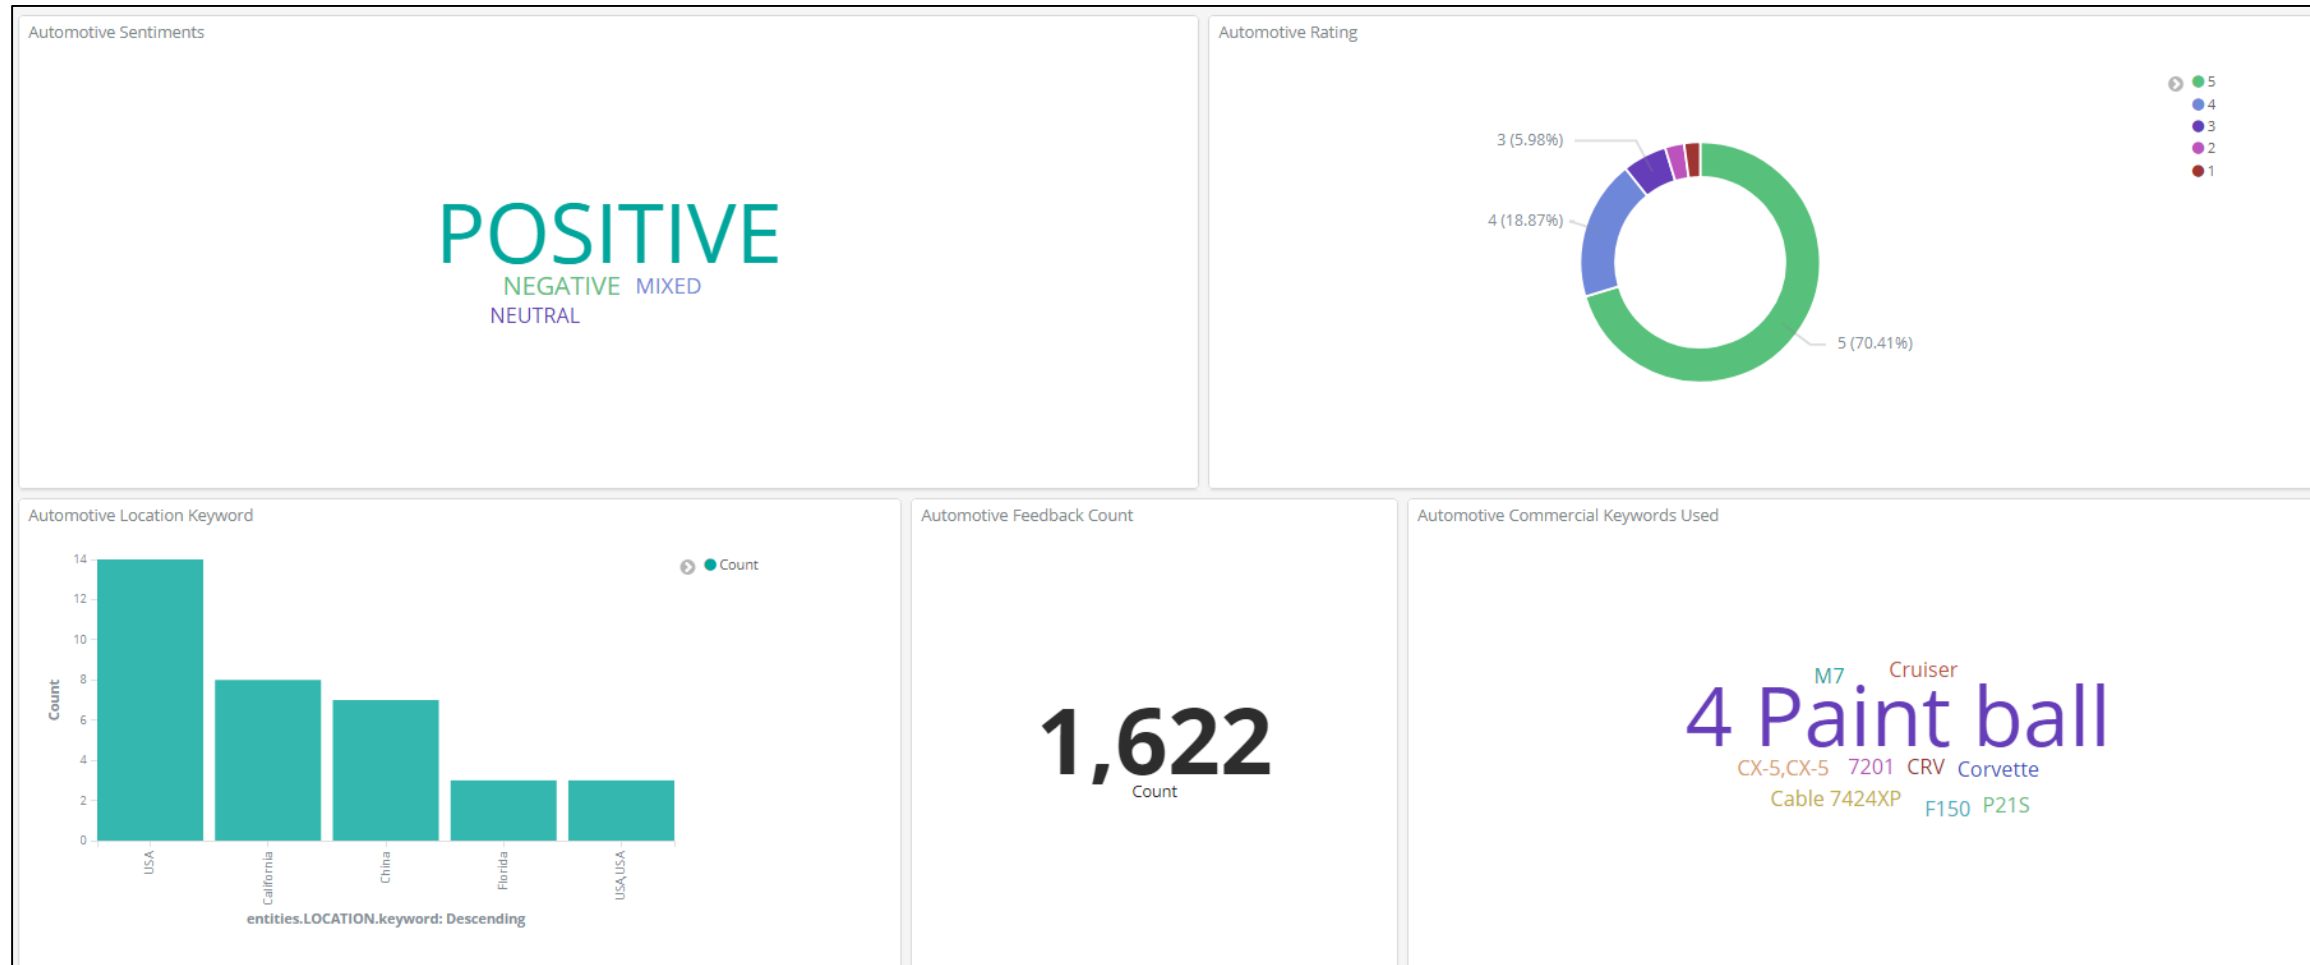 Automotive Sentiments
POSITIVE
NEGATIVE MIXED
NEUTRAL
Automotive Rating
5
4
3
2
1
3 (5.98%)
4 (18.87%)
5 (70.41%)
Automotive Location Keyword
14
12
10
8
6
4
2
0
Count
Count
USA
California
China
Florida
USA,USA
entities.LOCATION.keyword: Descending
Automotive Feedback Count
1,622
Count
Automotive Commercial Keywords Used
M7 Cruiser
4 Paint ball
CX-5,CX-5 7201 CRV Corvette
Cable 7424XP F150 P21S